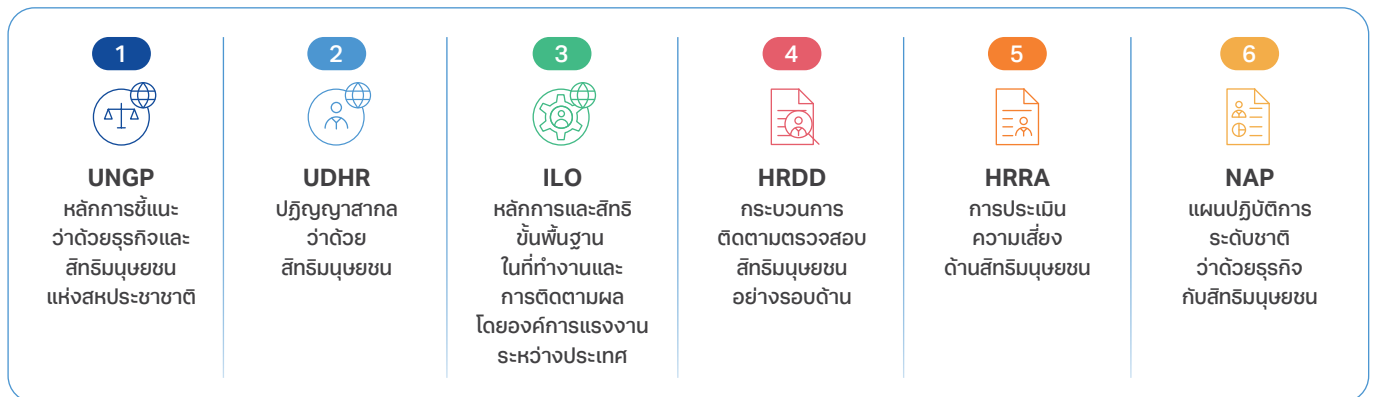 1
UNGP
หลักการชี้แนะ
ว่าด้วยธุรกิจและ
สิทธิมนุษยชน
แห่งสหประชาชาติ
2
UDHR
ปฏิญญาสากล
ว่าด้วย
สิทธิมนุษยชน
3
ILO
หลักการและสิทธิ
ขั้นพื้นฐาน
ในที่ทำงานและ
การติดตามผล
โดยองค์การแรงงาน
ระหว่างประเทศ
4
HRDD
กระบวนการ
ติดตามตรวจสอบ
สิทธิมนุษยชน
อย่างรอบด้าน
5
HRRA
การประเมิน
ความเสี่ยง
ด้านสิทธิมนุษยชน
6
NAP
แผนปฏิบัติการ
ระดับชาติ
ว่าด้วยธุรกิจ
กับสิทธิมนุษยชน